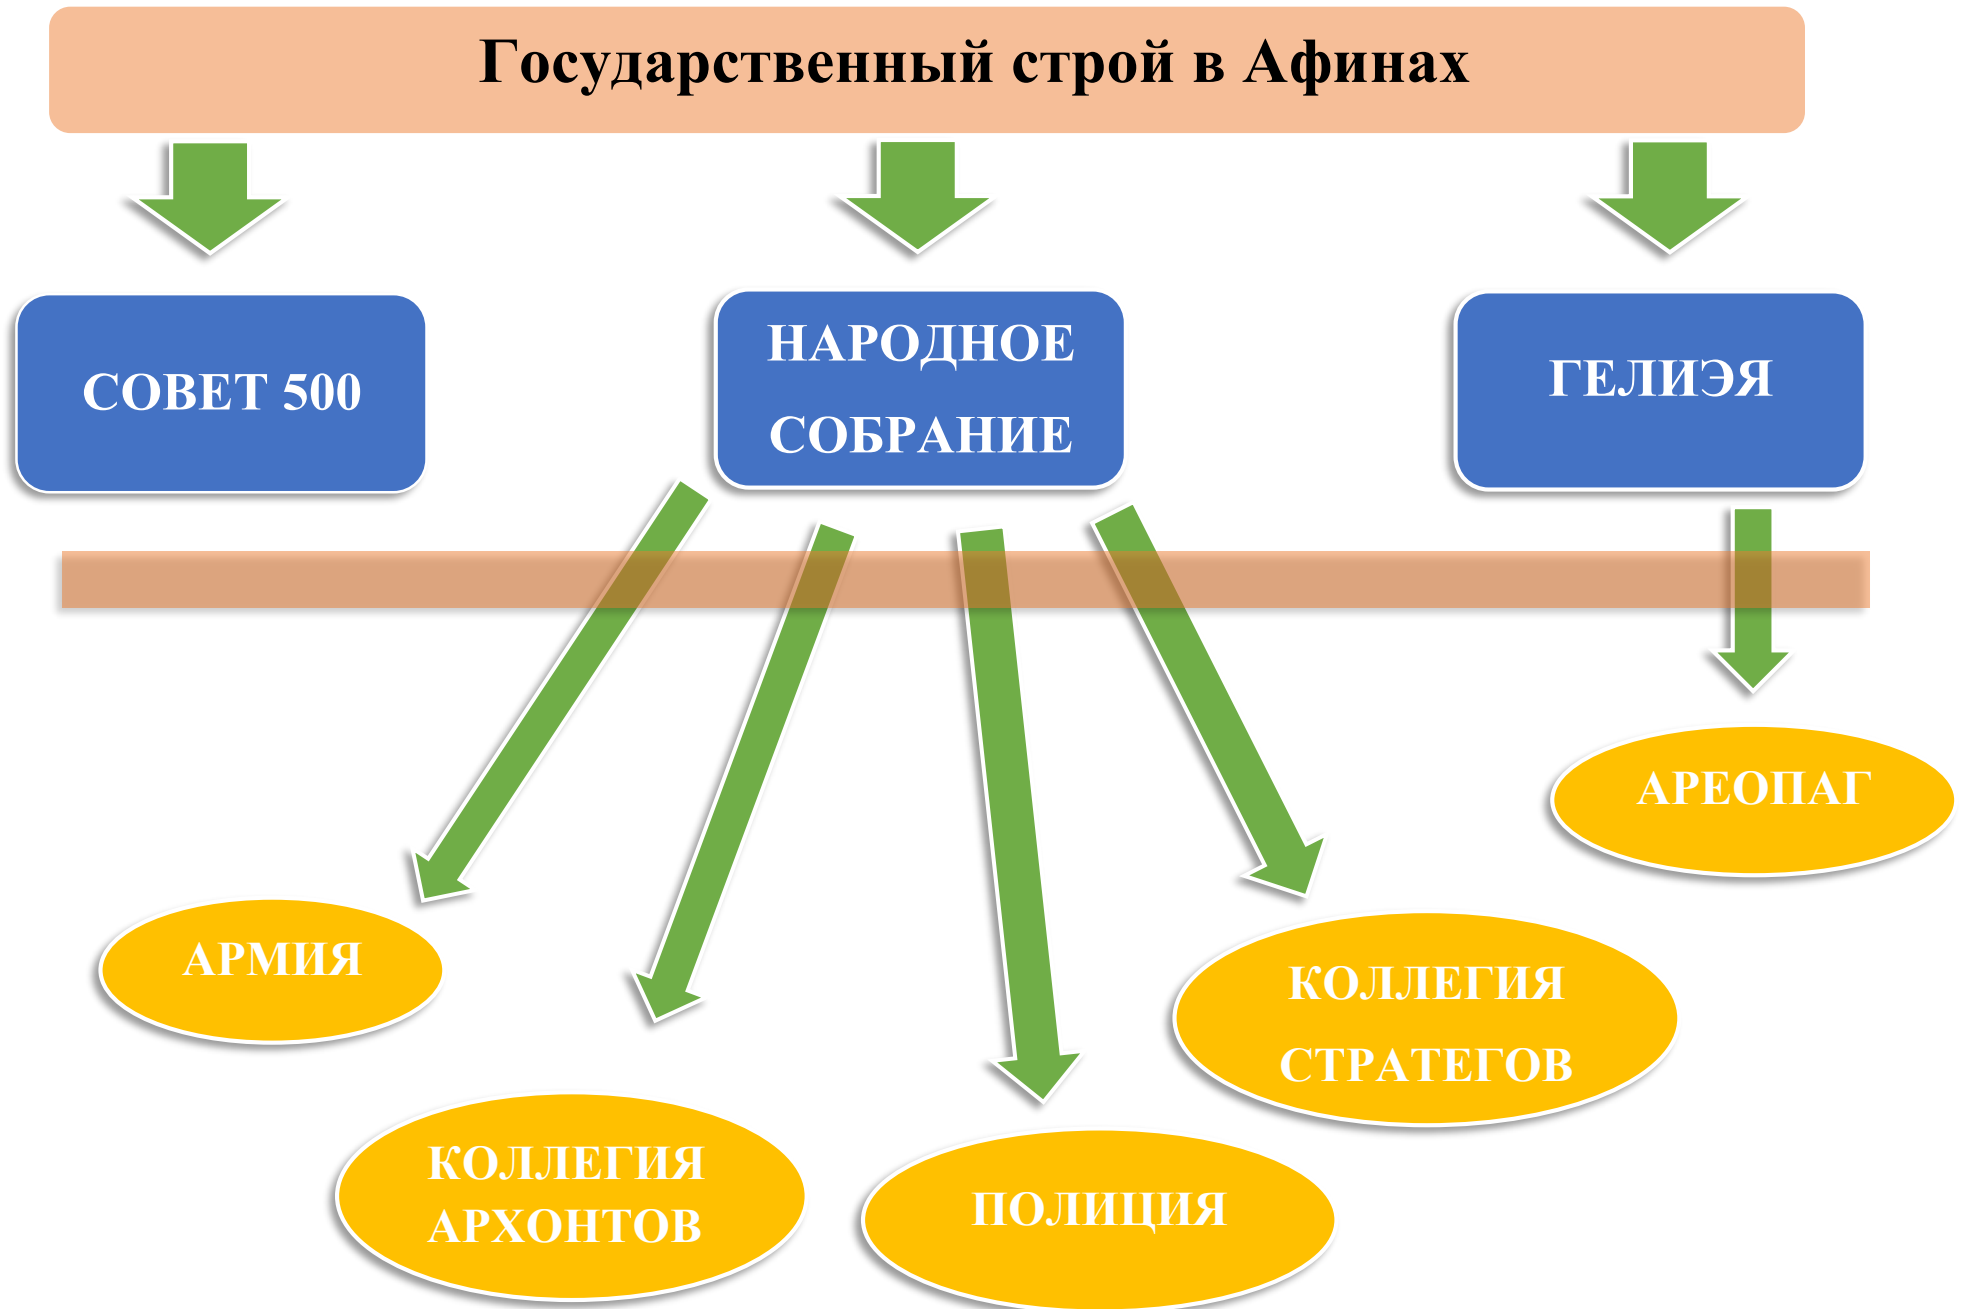 Государственный строй в Афинах
СОВЕТ 500
НАРОДНОЕ
СОБРАНИЕ
ГЕЛИЭЯ
АРЕОПАГ
АРМИЯ
КОЛЛЕГИЯ
СТРАТЕГОВ
КОЛЛЕГИЯ
АРХОНТОВ
ПОЛИЦИЯ